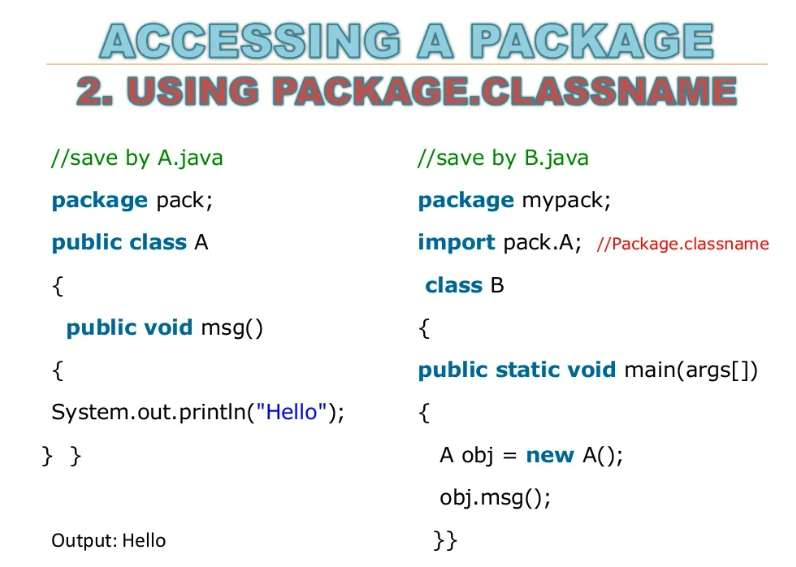 ACCESSING A PACKAGE
2. USING PACKAGE.CLASSNAME
//save by A.java
package pack;
public class A
{
public void msg()
{
System.out.println("Hello");
} }
Output: Hello
//save by B.java
package mypack;
import pack.A; //Package.classname
class B
{
public static void main(args[])
{
A obj = new A();
obj.msg();
}}